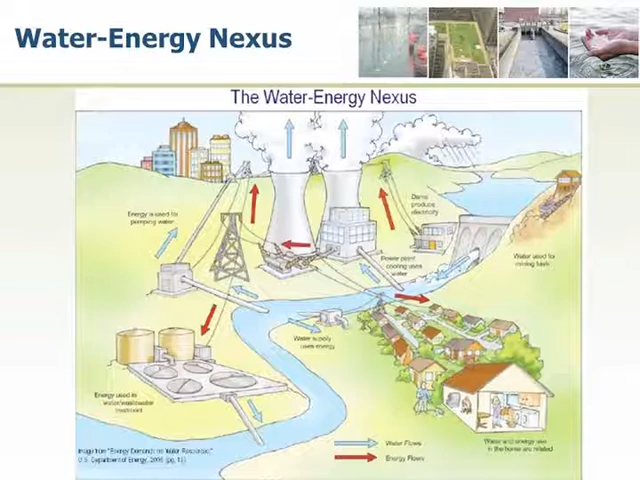 Water-Energy Nexus
The Water-Energy Nexus
Energy is used for
pumping water
Dams
produce
electricity
Power plant
cooling uses
water
Water used for
mining fuels
Water supply
uses energy
Energy used in
water/wastewater
treatment
Water and energy use
in the home are related
Water Flows
Energy Flows
Image from "Energy Demands on Water Resources,"
U.S. Department of Energy, 2006 (pg. 13)